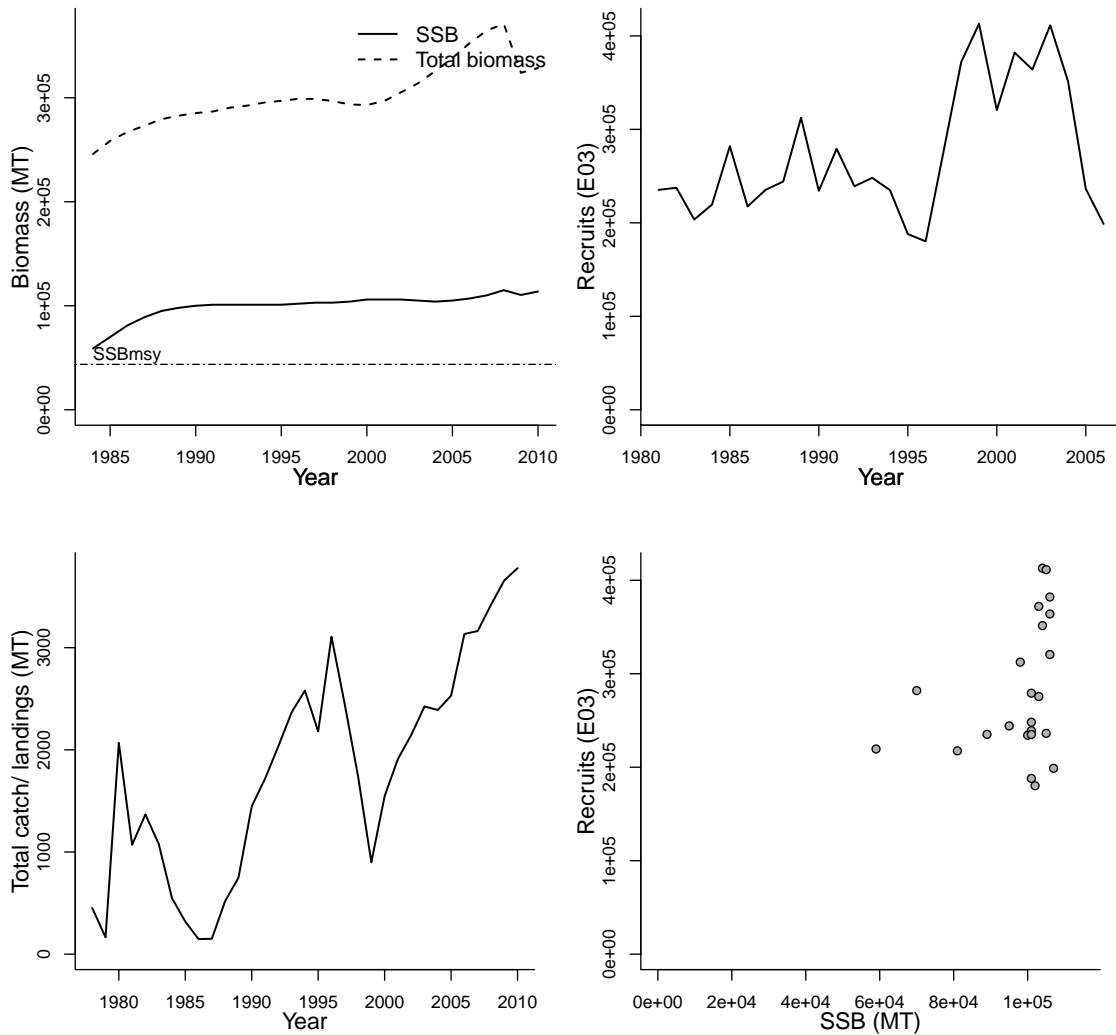 SSB
Total biomass
Biomass (MT)
0e+00 1e+05 2e+05 3e+05
SSBmsy
1985 1990 1995 2000 2005 2010
Year
Recruits (E03)
0e+00 1e+05 2e+05 3e+05 4e+05
1980 1985 1990 1995 2000 2005
Year
Total catch/ landings (MT)
0 1000 2000 3000
1980 1985 1990 1995 2000 2005 2010
Year
Recruits (E03)
0e+00 1e+05 2e+05 3e+05 4e+05
0e+00 2e+04 4e+04 6e+04 8e+04 1e+05
SSB (MT)